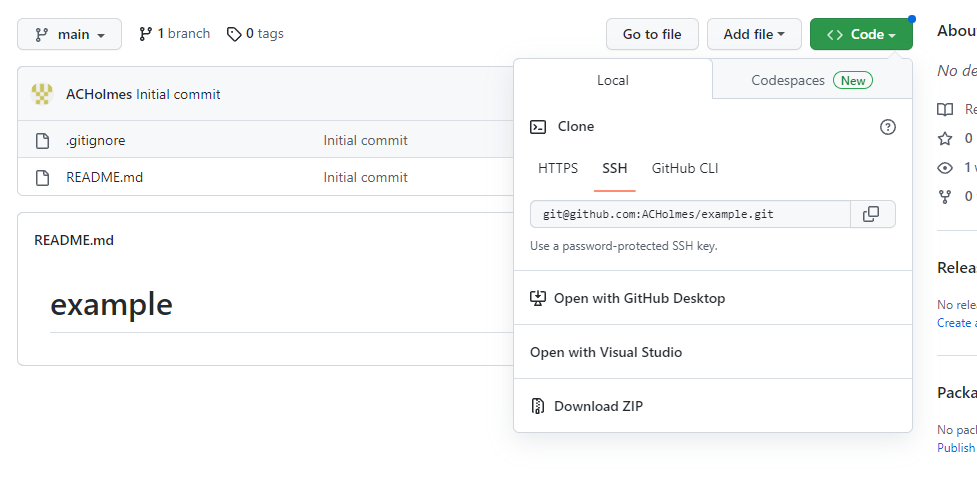 main
1 branch
0 tags
Go to file
Add file
Code
ACHolmes Initial commit
.gitignore Initial commit
README.md Initial commit
README.md
example
Local
Codespaces New
Clone
HTTPS SSH GitHub CLI
git@github.com:ACHolmes/example.git
Use a password-protected SSH key.
Open with GitHub Desktop
Open with Visual Studio
Download ZIP
Abou
No de
Re
0
1 w
0
Relea
No rele
Create a
Packa
No pack
Publish